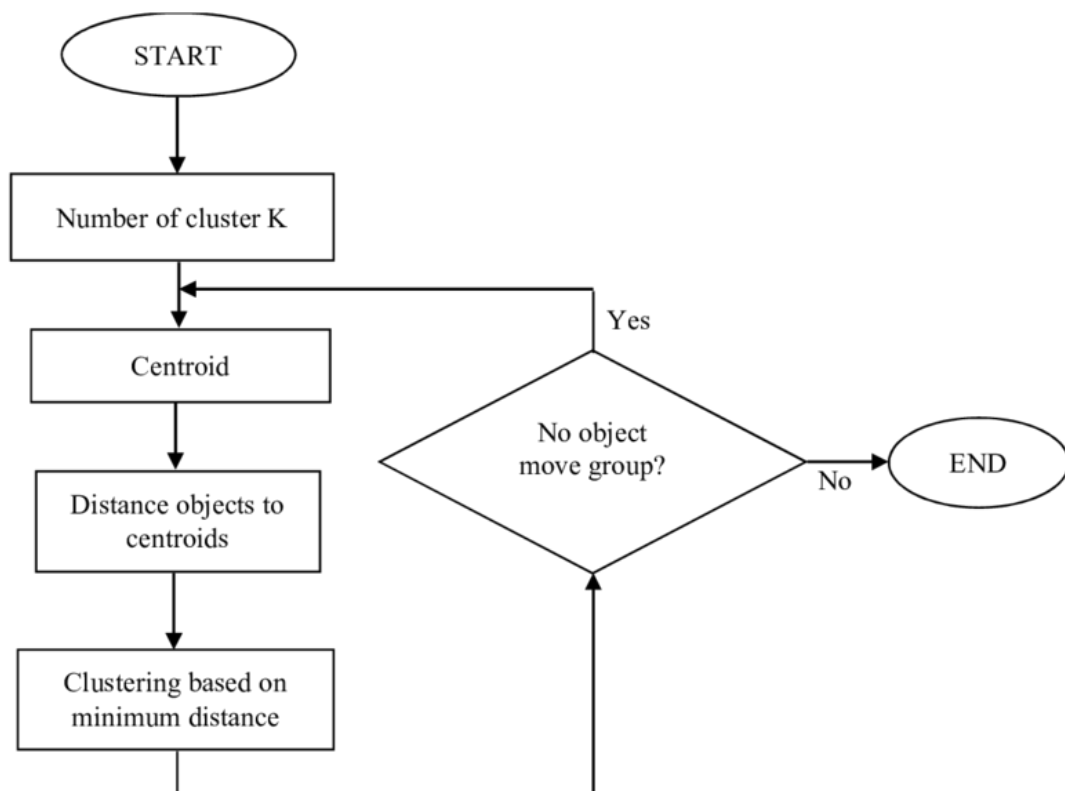 START
Number of cluster K
Centroid
Distance objects to
centroids
Clustering based on
minimum distance
Yes
No object
move group?
No
END